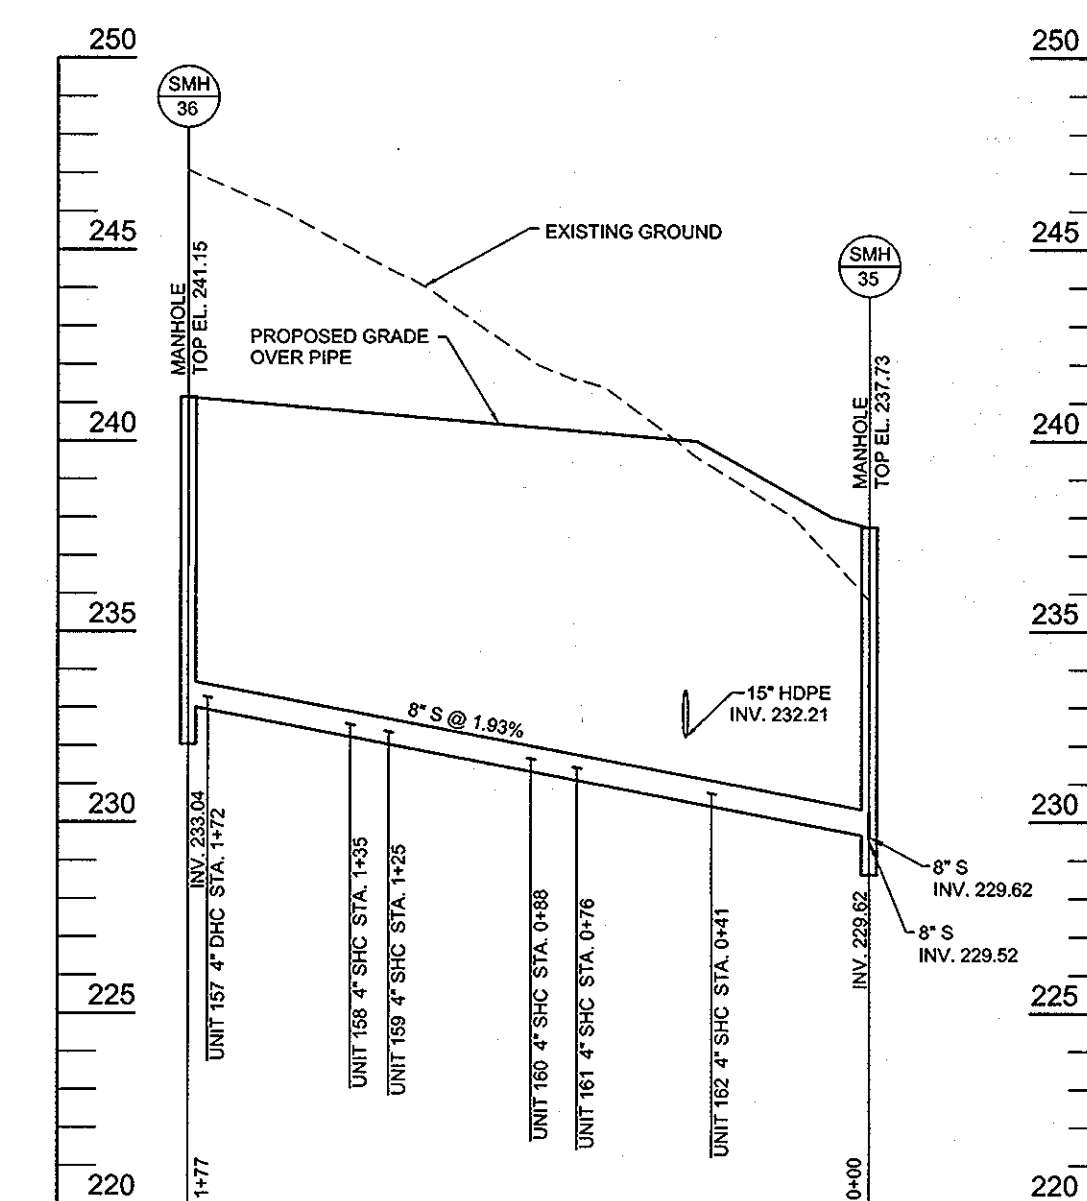 250
250
SMH
36
245
245
EXISTING GROUND
SMH
35
MANHOLE
TOP EL. 241.15
PROPOSED GRADE
OVER PIPE
MANHOLE
TOP EL. 237.73
240
240
235
235
8" S @ 1.93%
15" HDPE
INV. 232.21
230
230
INV. 233.04
UNIT 157 4" DHC STA. 1+72
UNIT 158 4" SHC STA. 1+35
UNIT 159 4" SHC STA. 1+25
UNIT 160 4" SHC STA. 0+88
UNIT 161 4" SHC STA. 0+76
UNIT 162 4" SHC STA. 0+41
INV. 229.62
8" S
INV. 229.62
8" S
INV. 229.52
225
225
220
1+77
0+00
220